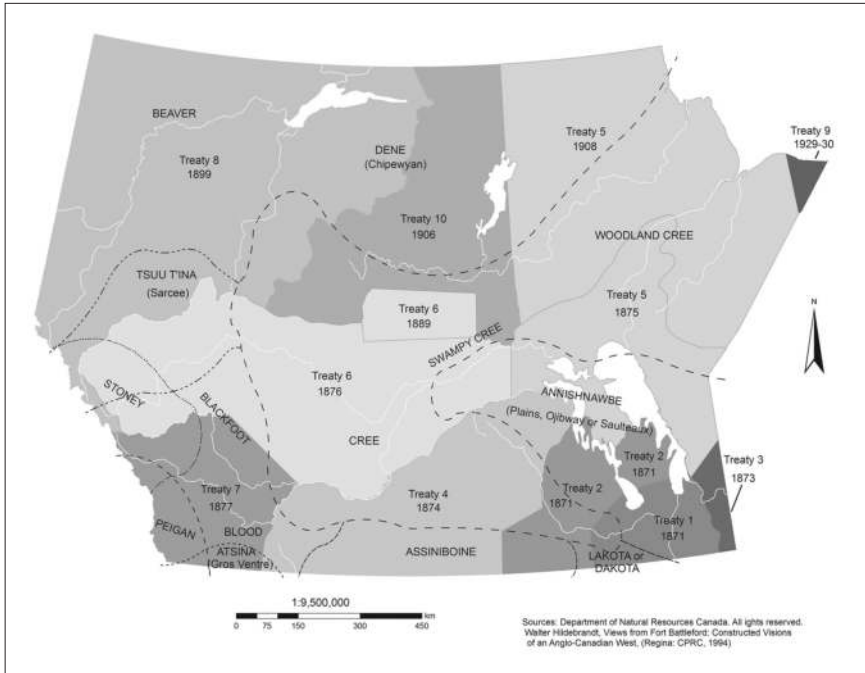 BEAVER
Treaty 8
1899
DENE
(Chipewyan)
Treaty 10
1906
Treaty 5
1908
Treaty 9
1929-30
WOODLAND CREE
TSUU T'INA
(Sarcee)
Treaty 6
1889
Treaty 5
1875
N
SWAMPY CREE
STONEY
BLACKFOOT
Treaty 6
1876
CREE
ANNISHNAWBE
(Plains, Ojibway or Saulteaux)
Treaty 2
1871
Treaty 3
1873
Treaty 7
1877
Treaty 4
1874
Treaty 2
1871
Treaty 1
1871
PEIGAN
BLOOD
ATSINA
(Gros Ventre)
ASSINIBOINE
LAKOTA or
DAKOTA
1:9,500,000
km
0 75 150 300 450
Sources: Department of Natural Resources Canada. All ights reserved.
Walter Hildebrandt, Views from Fort Battleford: Constructed Visions
of an Anglo-Canadian West, (Regina: CPRC, 1994)